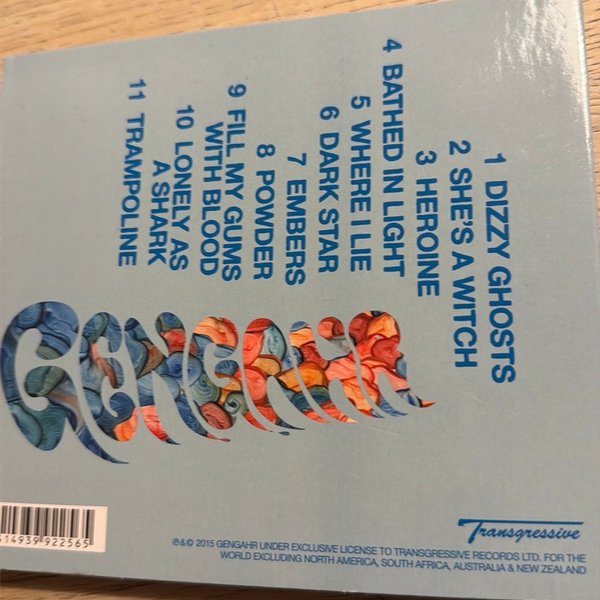 1 DIZZY GHOSTS
2 SHE'S A WITCH
3 HEROINE
4 BATHED IN LIGHT
5 WHERE I LIE
6 DARK STAR
7 EMBERS
8 POWDER
9 FILL MY GUMS
WITH BLOOD
10 LONELY AS
A SHARK
11 TRAMPOLINE
GENGAHR
14939 922565
Transgressive
℗&© 2015 GENGAHR UNDER EXCLUSIVE LICENSE TO TRANSGRESSIVE RECORDS LTD. FOR THE
WORLD EXCLUDING NORTH AMERICA, SOUTH AFRICA, AUSTRALIA & NEW ZEALAND